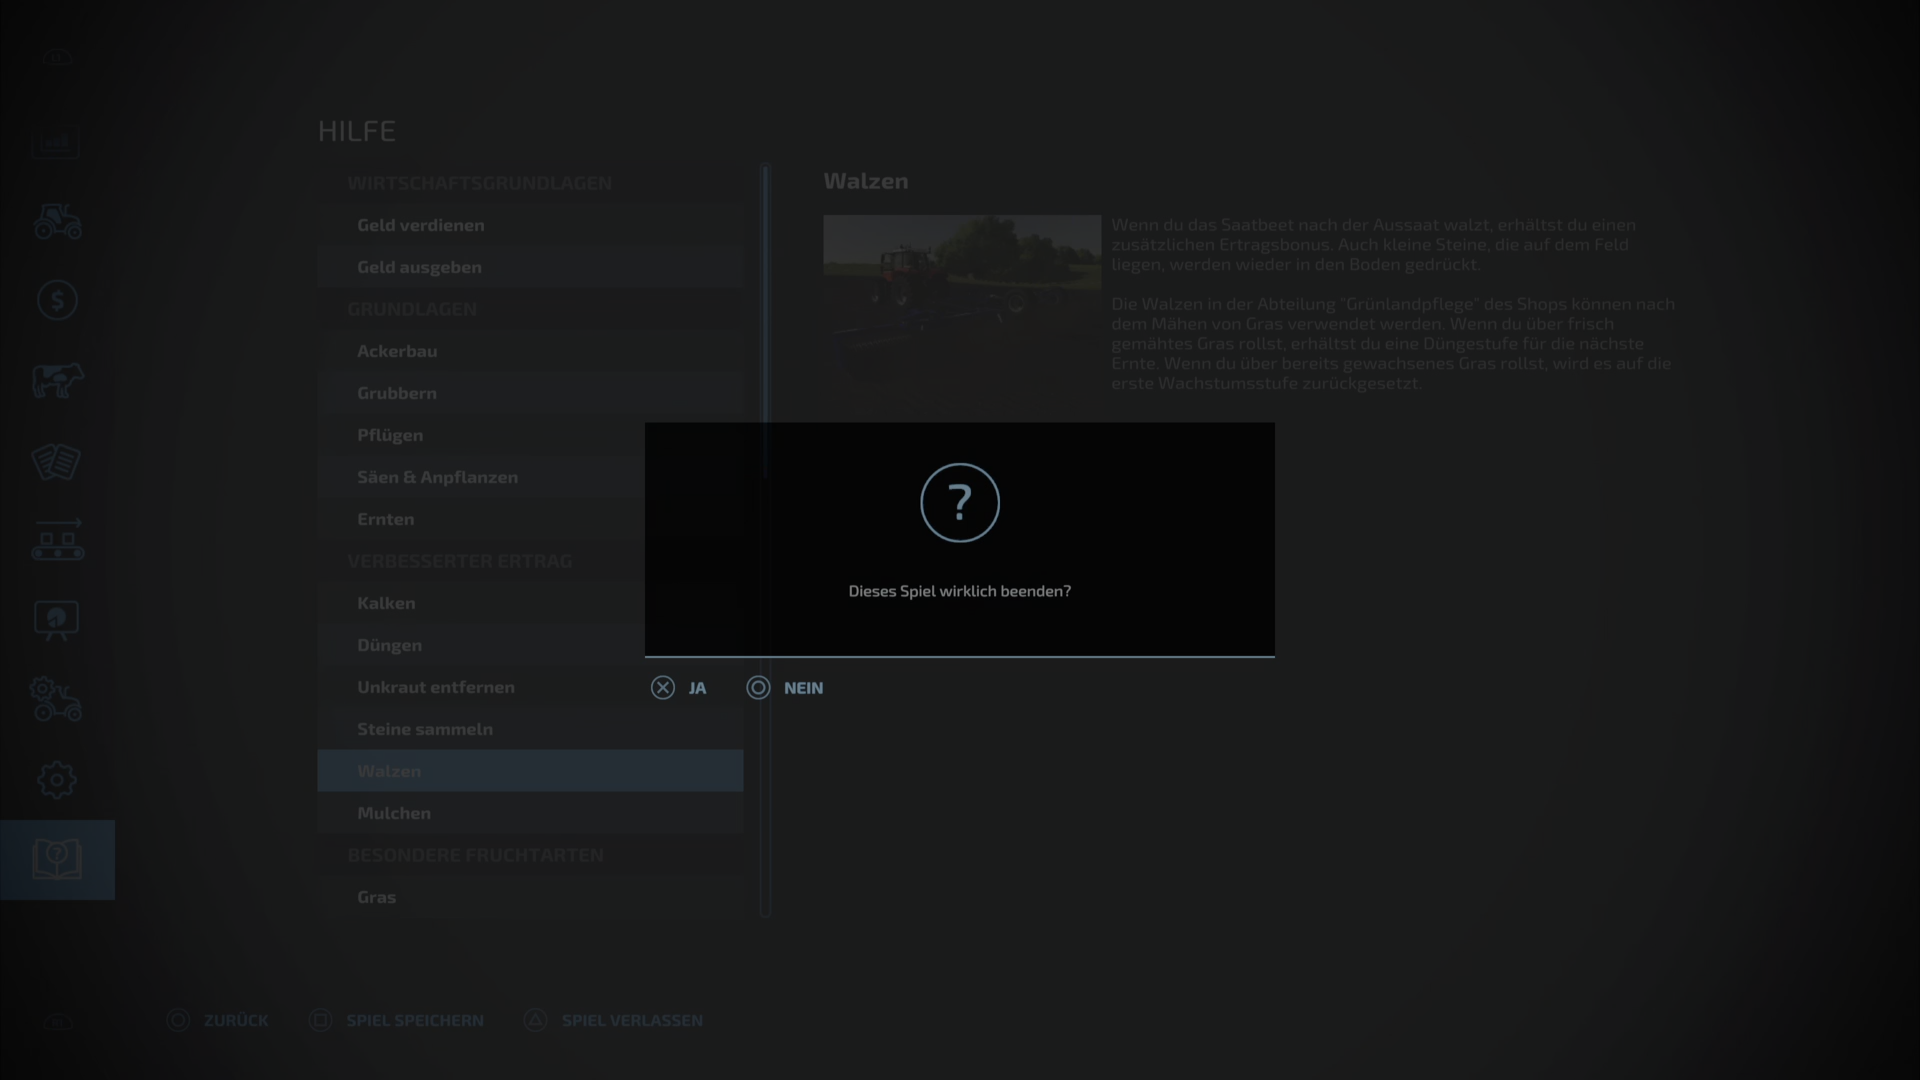 HILFE
WIRTSCHAFTSGRUNDLAGEN
Geld verdienen
Geld ausgeben
GRUNDLAGEN
Ackerbau
Grubbern
Pflügen
Säen & Anpflanzen
Ernten
VERBESSERTER ERTRAG
Kalken
Düngen
Unkraut entfernen
Steine sammeln
Walzen
Mulchen
BESONDERE FRUCHTARTEN
Gras
Walzen
Wenn du das Saatbeet nach der Aussaat walzt, erhältst du einen
zusätzlichen Ertragsbonus. Auch kleine Steine, die auf dem Feld
liegen, werden wieder in den Boden gedrückt.
Die Walzen in der Abteilung "Grünlandpflege" des Shops können nach
dem Mähen von Gras verwendet werden. Wenn du über frisch
gemähtes Gras rollst, erhältst du eine Düngestufe für die nächste
Ernte. Wenn du über bereits gewachsenes Gras rollst, wird es auf die
erste Wachstumsstufe zurückgesetzt.
?
Dieses Spiel wirklich beenden?
JA
NEIN
ZURÜCK
SPIEL SPEICHERN
SPIEL VERLASSEN